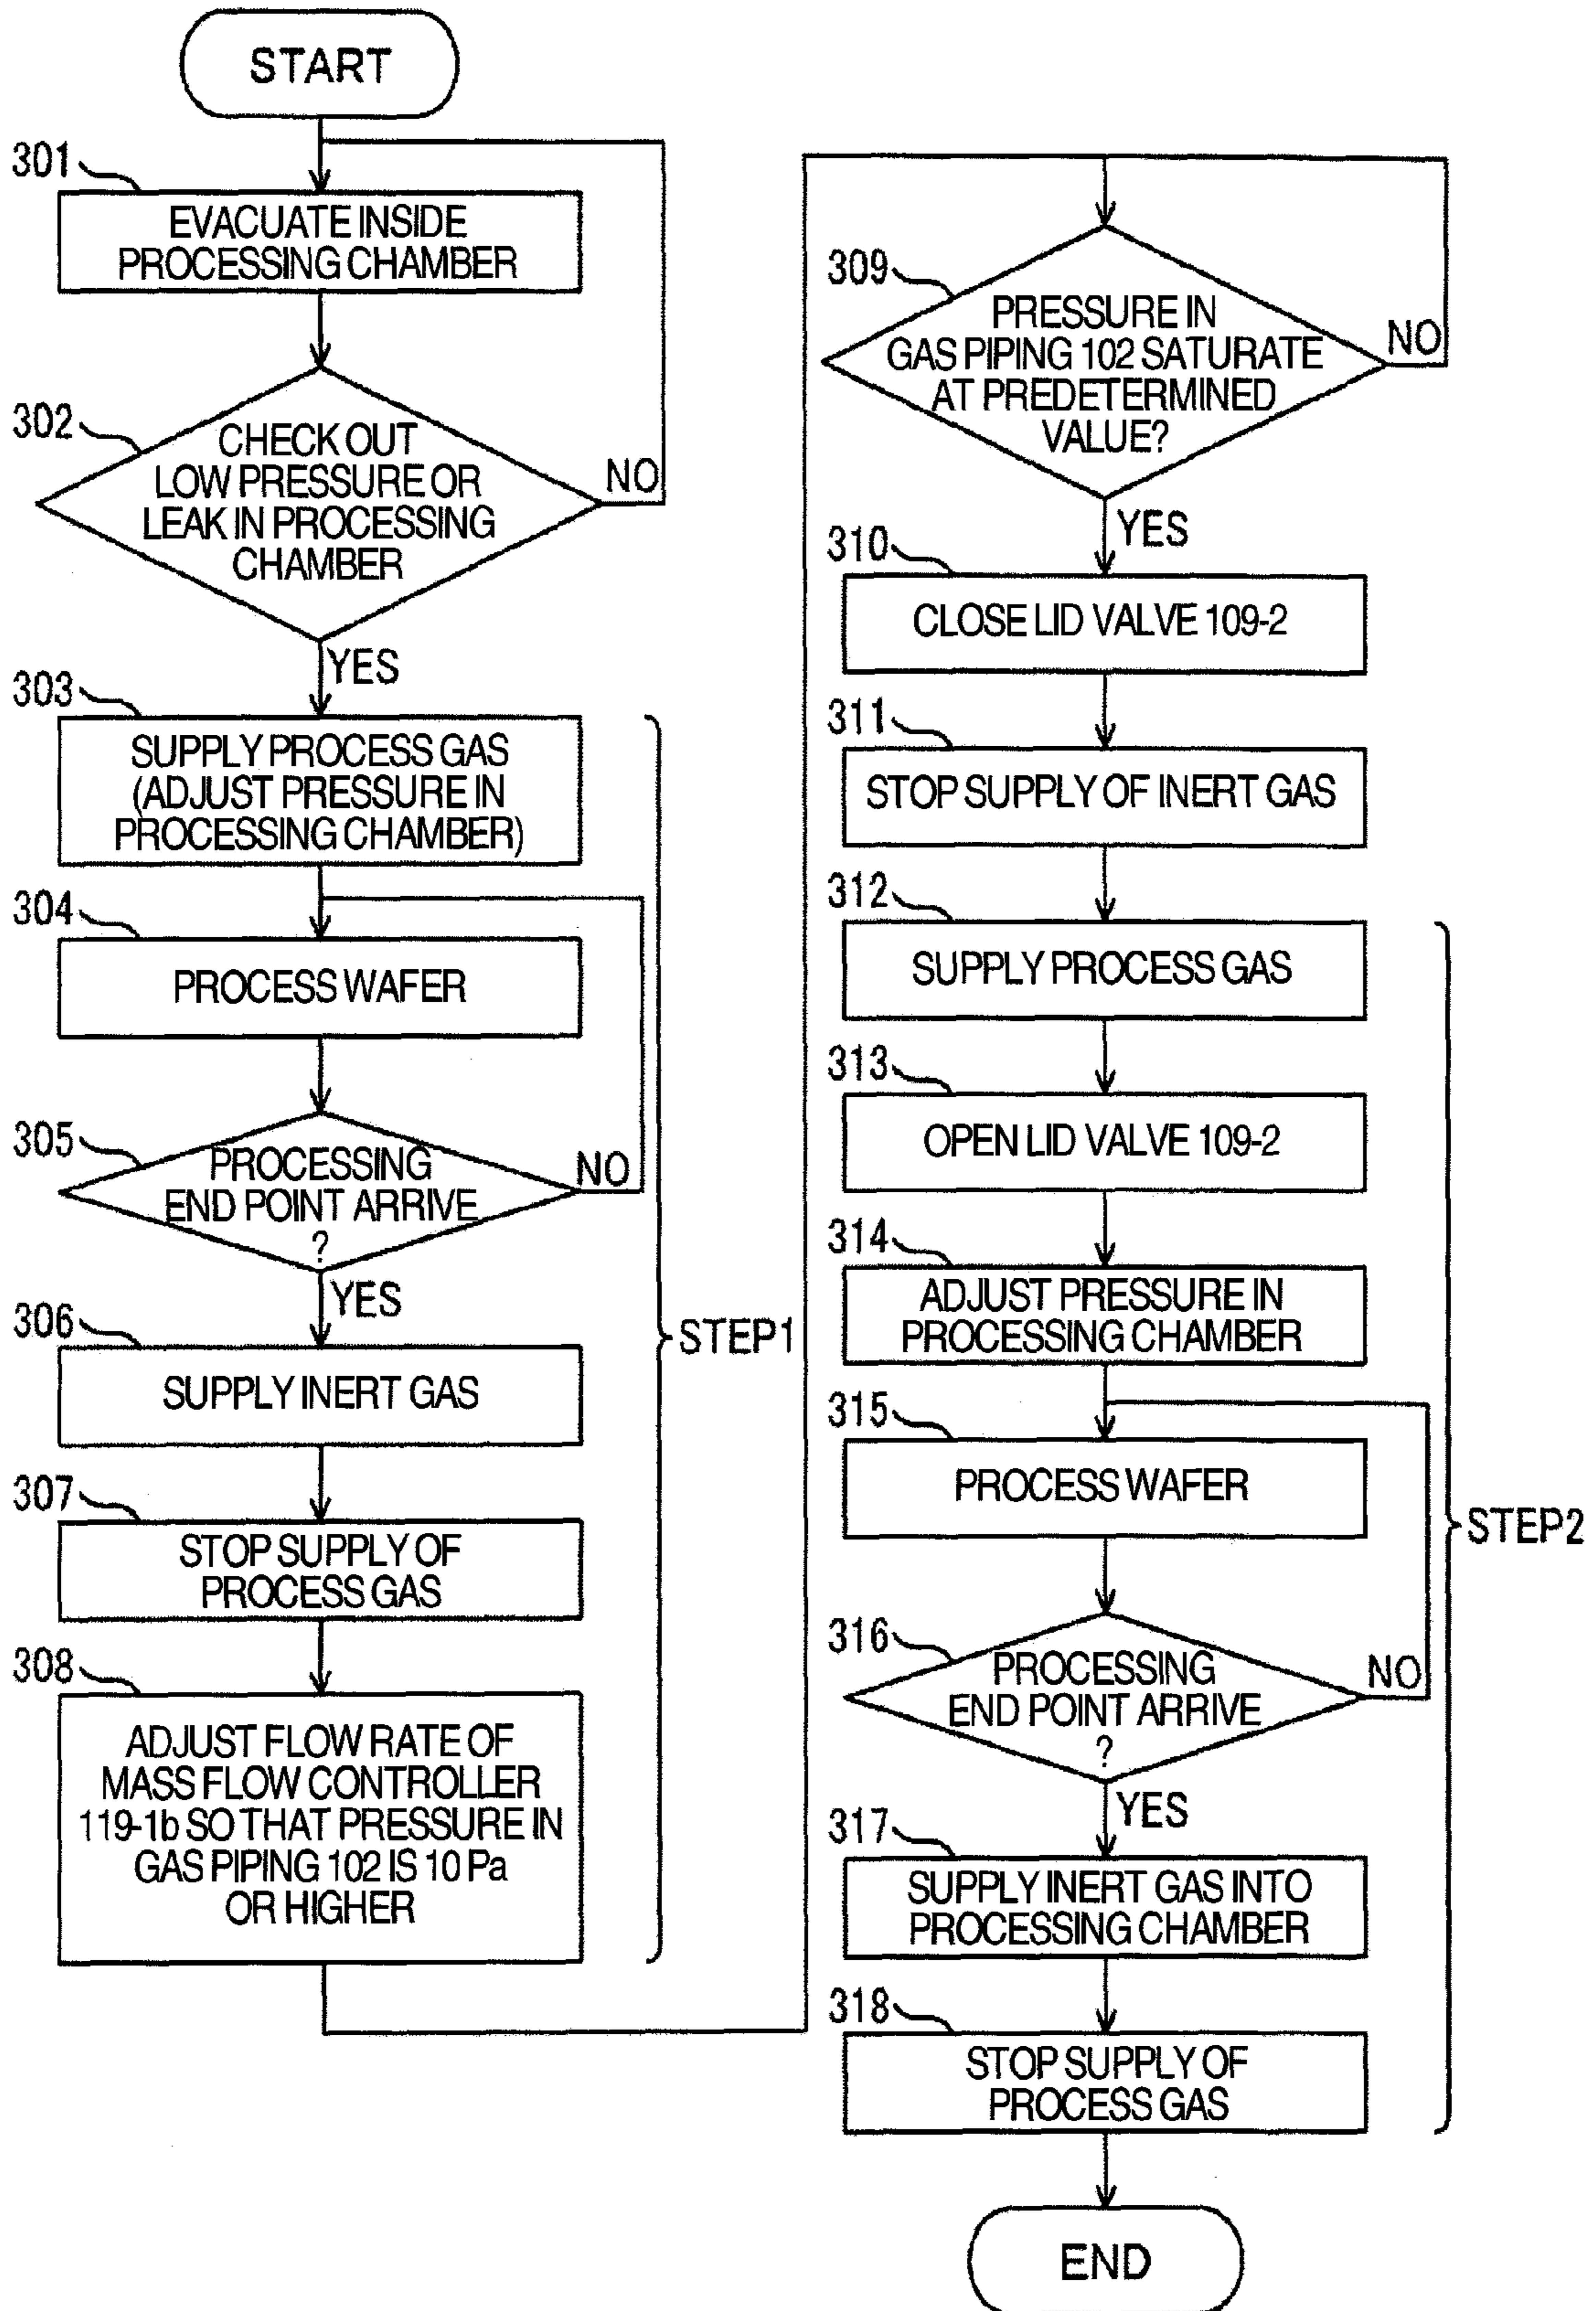 START
301
EVACUATE INSIDE
PROCESSING CHAMBER
302
CHECK OUT
LOW PRESSURE OR
LEAK IN PROCESSING
CHAMBER
NO
YES
303
SUPPLY PROCESS GAS
(ADJUST PRESSURE IN
PROCESSING CHAMBER)
304
PROCESS WAFER
305
PROCESSING
END POINT ARRIVE
?
NO
YES
306
SUPPLY INERT GAS
307
STOP SUPPLY OF
PROCESS GAS
308
ADJUST FLOW RATE OF
MASS FLOW CONTROLLER
119-1b SO THAT PRESSURE IN
GAS PIPING 102 IS 10 Pa
OR HIGHER
STEP1
309
PRESSURE IN
GAS PIPING 102 SATURATE
AT PREDETERMINED
VALUE?
NO
YES
310
CLOSE LID VALVE 109-2
311
STOP SUPPLY OF INERT GAS
312
SUPPLY PROCESS GAS
313
OPEN LID VALVE 109-2
314
ADJUST PRESSURE IN
PROCESSING CHAMBER
315
PROCESS WAFER
316
PROCESSING
END POINT ARRIVE
?
NO
YES
317
SUPPLY INERT GAS INTO
PROCESSING CHAMBER
318
STOP SUPPLY OF
PROCESS GAS
STEP2
END